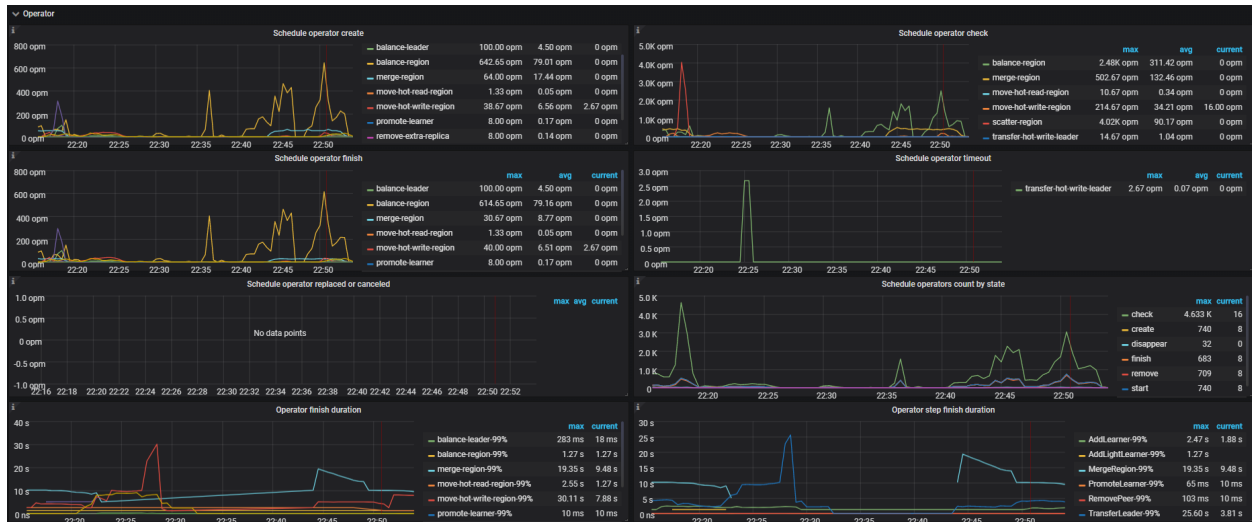 Operator
Schedule operator create
800 opm
600 opm
400 opm
200 opm
0 opm
22:20 22:25 22:30 22:35 22:40 22:45 22:50
balance-leader 100.00 opm 4.50 opm 0 opm
balance-region 642.65 opm 79.01 opm 0 opm
merge-region 64.00 opm 17.44 opm 0 opm
move-hot-read-region 1.33 opm 0.05 opm 0 opm
move-hot-write-region 38.67 opm 6.56 opm 2.67 opm
promote-learner 8.00 opm 0.17 opm 0 opm
remove-extra-replica 8.00 opm 0.14 opm 0 opm
Schedule operator check
5.0K opm
4.0K opm
3.0K opm
2.0K opm
1.0K opm
0 opm
22:20 22:25 22:30 22:35 22:40 22:45 22:50
max avg current
balance-region 2.48K opm 311.42 opm 0 opm
merge-region 502.67 opm 132.46 opm 0 opm
move-hot-read-region 10.67 opm 0.34 opm 0 opm
move-hot-write-region 214.67 opm 34.21 opm 16.00 opm
scatter-region 4.02K opm 90.17 opm 0 opm
transfer-hot-write-leader 14.67 opm 1.04 opm 0 opm
Schedule operator finish
800 opm
600 opm
400 opm
200 opm
0 opm
22:20 22:25 22:30 22:35 22:40 22:45 22:50
max avg current
balance-leader 100.00 opm 4.50 opm 0 opm
balance-region 614.65 opm 79.16 opm 0 opm
merge-region 30.67 opm 8.77 opm 0 opm
move-hot-read-region 1.33 opm 0.05 opm 0 opm
move-hot-write-region 40.00 opm 6.51 opm 2.67 opm
promote-learner 8.00 opm 0.17 opm 0 opm
Schedule operator timeout
3.0 opm
2.5 opm
2.0 opm
1.5 opm
1.0 opm
0.5 opm
0 opm
22:20 22:25 22:30 22:35 22:40 22:45 22:50
max avg current
transfer-hot-write-leader 2.67 opm 0.07 opm 0 opm
Schedule operator replaced or canceled
1.0 opm
0.5 opm
0 opm
-0.5 opm
-1.0 opm
22:16 22:18 22:20 22:22 22:24 22:26 22:28 22:30 22:32 22:34 22:36 22:38 22:40 22:42 22:44 22:46 22:48 22:50 22:52
No data points
max avg current
Schedule operators count by state
5.0 K
4.0 K
3.0 K
2.0 K
1.0 K
0
22:20 22:25 22:30 22:35 22:40 22:45 22:50
max current
check 4.633 K 16
create 740 8
disappear 32 0
finish 683 8
remove 709 8
start 740 8
Operator finish duration
40 s
30 s
20 s
10 s
0 ns
22:20 22:25 22:30 22:35 22:40 22:45 22:50
max current
balance-leader-99% 283 ms 18 ms
balance-region-99% 1.27 s 1.27 s
merge-region-99% 19.35 s 9.48 s
move-hot-read-region-99% 2.55 s 1.27 s
move-hot-write-region-99% 30.11 s 7.88 s
promote-learner-99% 10 ms 10 ms
Operator step finish duration
30 s
25 s
20 s
15 s
10 s
5 s
0 ns
22:20 22:25 22:30 22:35 22:40 22:45 22:50
max current
AddLearner-99% 2.47 s 1.88 s
AddLightLearner-99% 1.27 s
MergeRegion-99% 19.35 s 9.48 s
PromoteLearner-99% 65 ms 10 ms
RemovePeer-99% 103 ms 10 ms
TransferLeader-99% 25.60 s 3.81 s